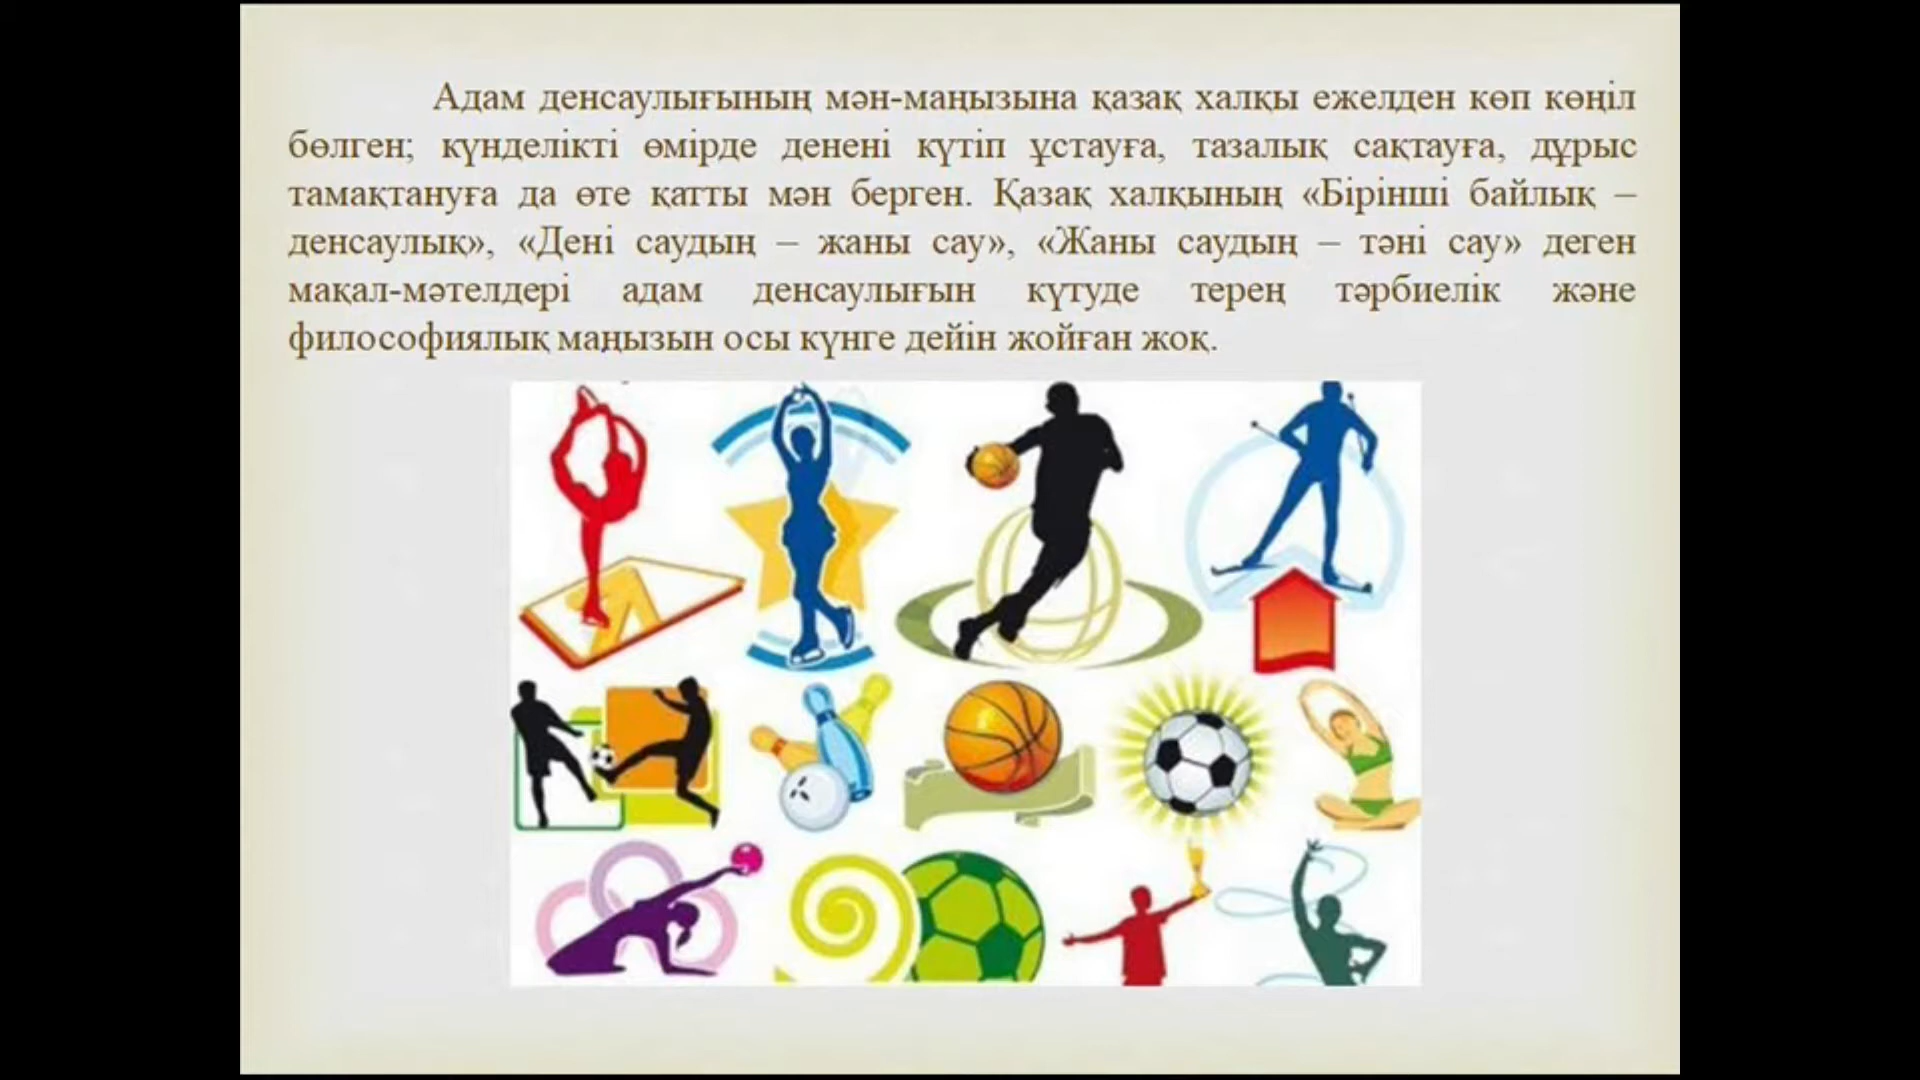 Адам денсаулығының мән-маңызына қазақ халқы ежелден көп көңіл
бөлген; күнделікті өмірде денені күтіп ұстауға, тазалық сақтауға, дұрыс
тамақтануға да өте қатты мән берген. Қазақ халқының «Бірінші байлық –
денсаулық», «Дені саудың – жаны сау», «Жаны саудың – тәні сау» деген
мақал-мәтелдері адам денсаулығын күтуде терең тәрбиелік және
философиялық маңызын осы күнге дейін жойған жоқ.